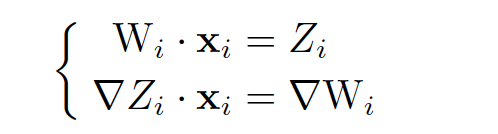 W_i · 𝐱_i = Z_i
∇Z_i · 𝐱_i = ∇W_i